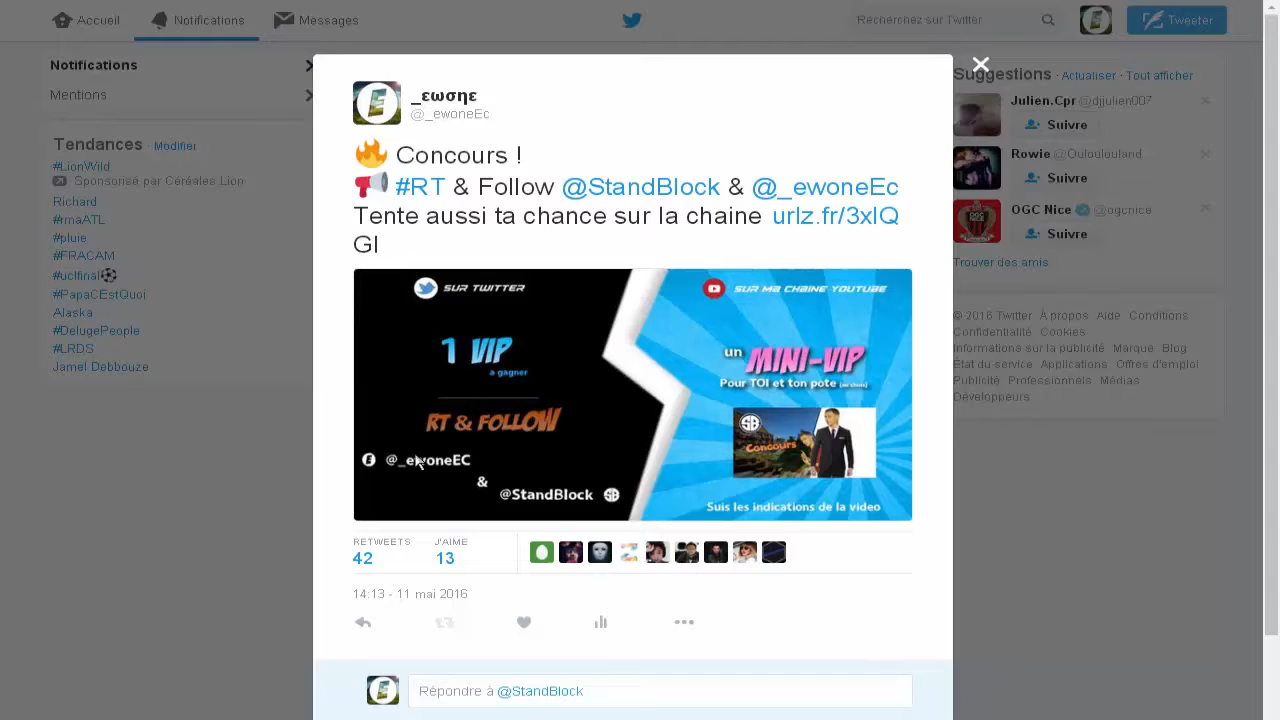 Accueil
Notifications
Messages
Recherchez sur Twitter
Tweeter
Notifications
Mentions
Tendances · Modifier
#LionWild
Sponsorisé par Céréales Lion
Richard
#rmaATL
#pluie
#FRACAM
#uclfinal⚽
#PapaCEstQuoi
Alaska
#DelugePeople
#LRDS
Jamel Debbouze
_εωσηε
@_ewoneEc
🔥 Concours !
📢 #RT & Follow @StandBlock & @_ewoneEc
Tente aussi ta chance sur la chaine urlz.fr/3xlQ
Gl
SUR TWITTER
1 VIP
a gagner
RT & FOLLOW
@_ewoneEC
&
@StandBlock SB
SUR MA CHAINE YOUTUBE
un MINI-VIP
Pour TOI et ton pote
SB
Concours
Suis les indications de la video
RETWEETS
42
J'AIME
13
14:13 - 11 mai 2016
Répondre à @StandBlock
Suggestions · Actualiser · Tout afficher
Julien.Cpr @djjulien007
Suivre
Rowie @Ouloulouland
Suivre
OGC Nice @ogcnice
Suivre
Trouver des amis
© 2016 Twitter À propos Aide Conditions
Confidentialité Cookies
Informations sur la publicité Marque Blog
État du service Applications Offres d'emploi
Publicité Professionnels Médias
Développeurs